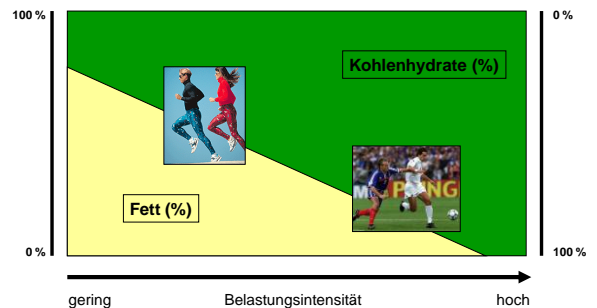 100 %
0 %
Kohlenhydrate (%)
Fett (%)
0 %
100 %
gering Belastungsintensität hoch